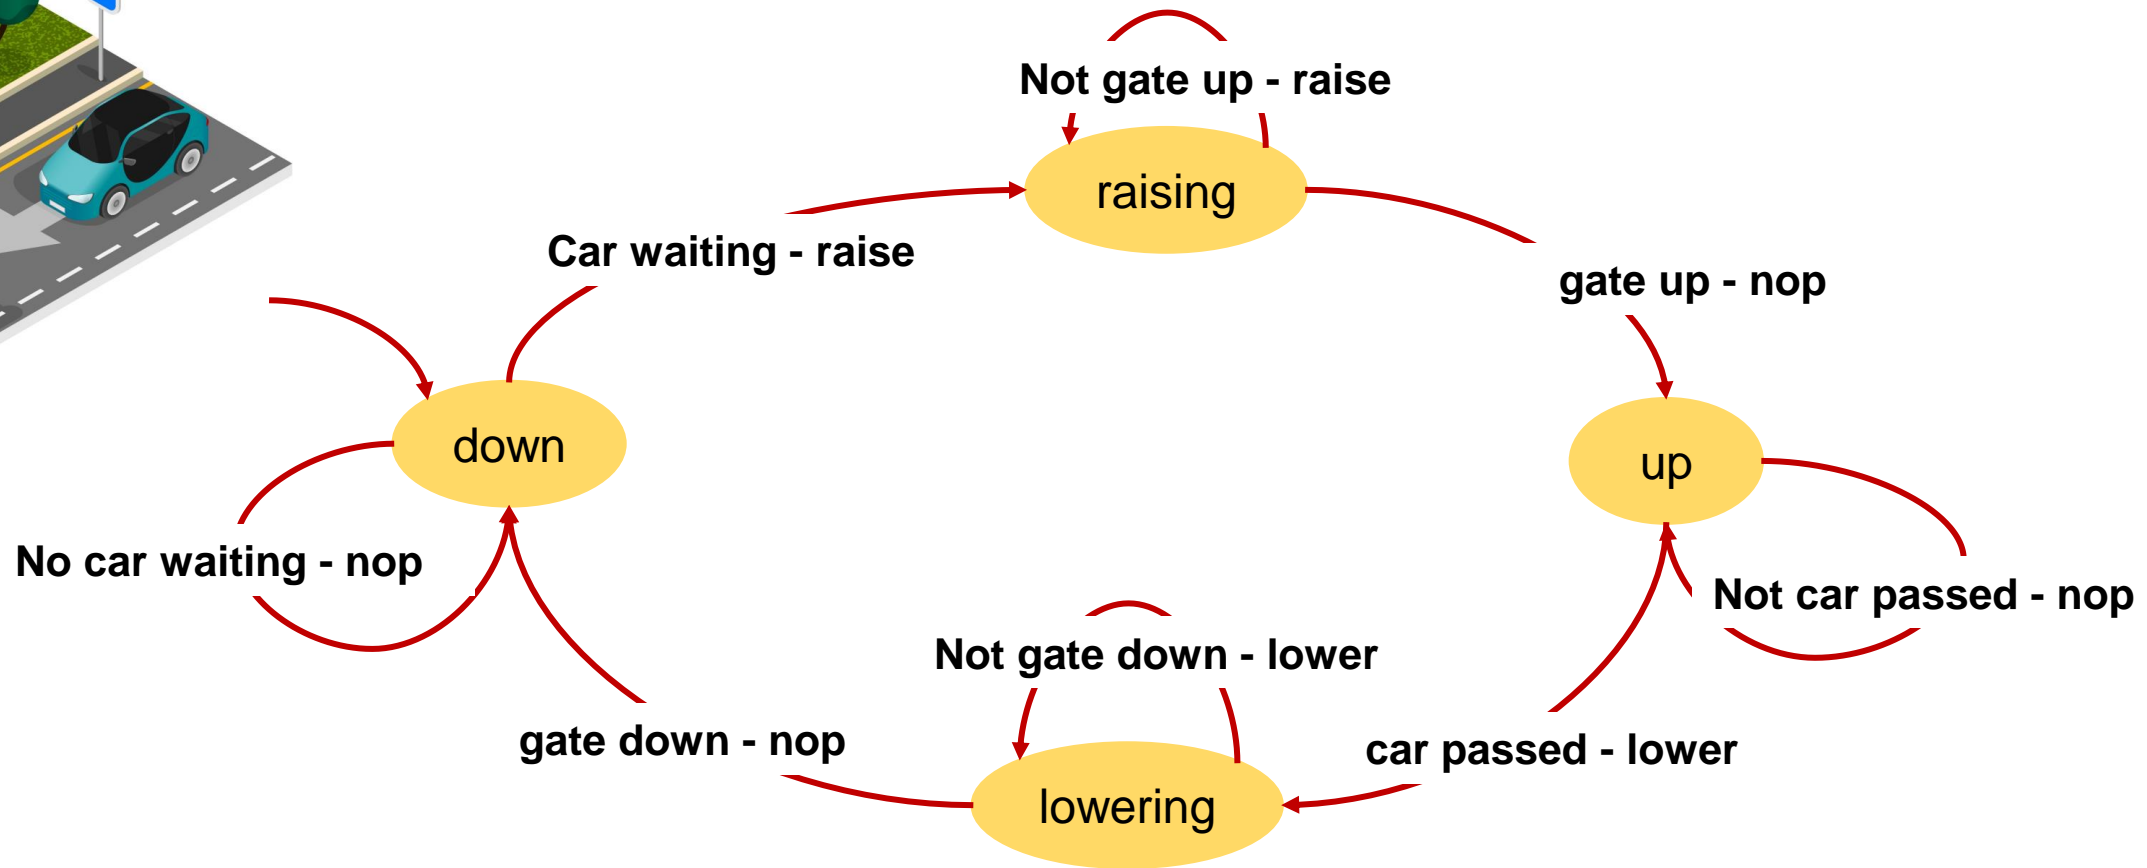 Not gate up - raise
raising
Car waiting - raise
gate up - nop
down
up
No car waiting - nop
Not car passed - nop
Not gate down - lower
gate down - nop
car passed - lower
lowering